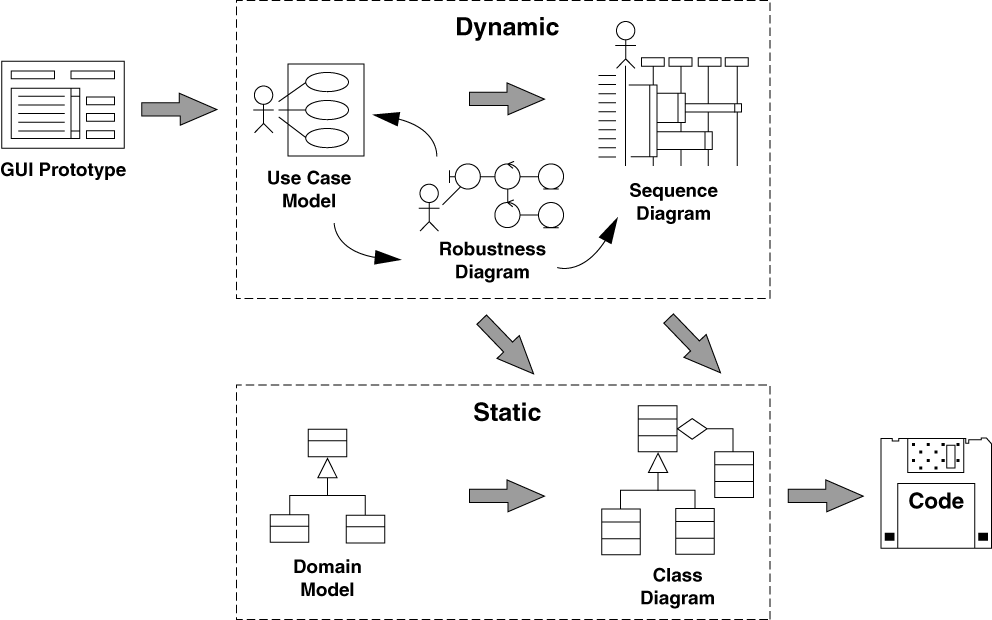 Dynamic
GUI Prototype
Use Case
Model
Sequence
Diagram
Robustness
Diagram
Static
Code
Domain
Model
Class
Diagram